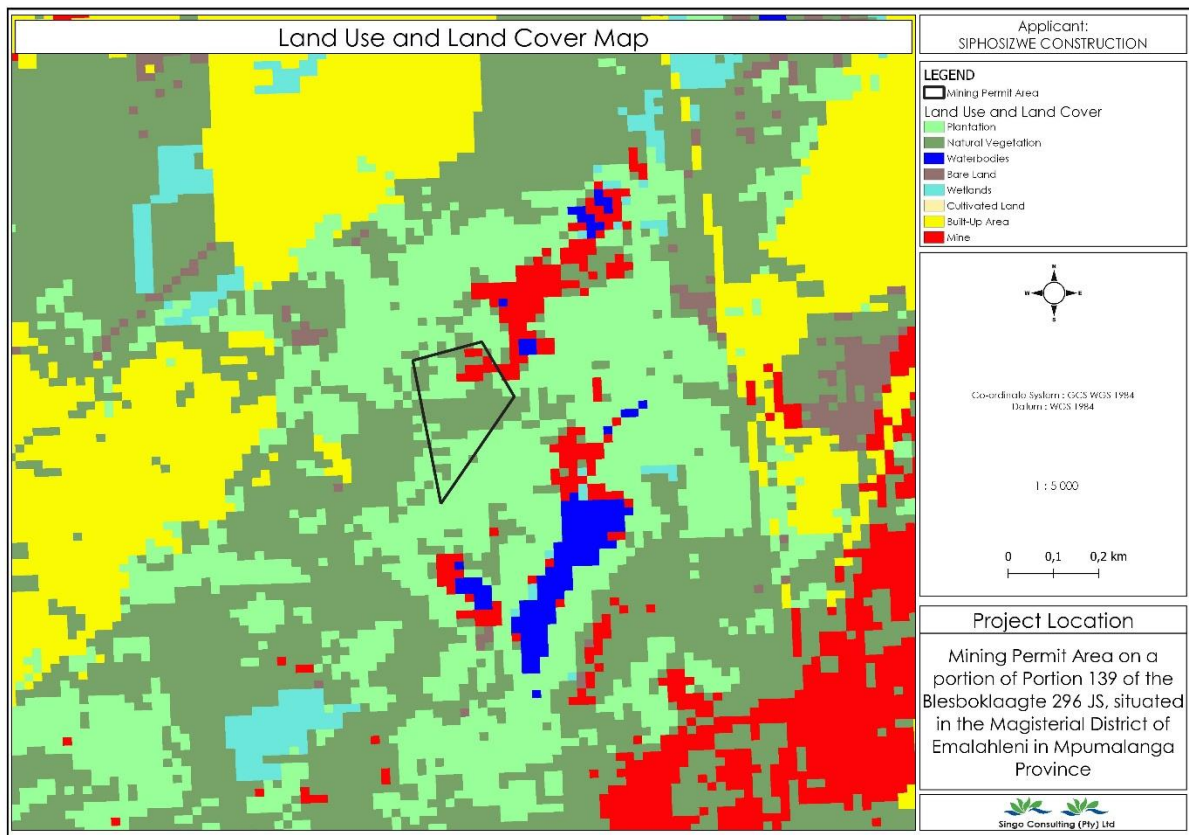 Land Use and Land Cover Map
Applicant:
SIPHOSIZWE CONSTRUCTION
LEGEND
Mining Permit Area
Land Use and Land Cover
Plantation
Natural Vegetation
Waterbodies
Bare Land
Wetlands
Cultivated Land
Built-Up Area
Mine
N
W E
S
Co-ordinate System : GCS WGS 1984
Datum : WGS 1984
1 : 5 000
0 0,1 0,2 km
Project Location
Mining Permit Area on a
portion of Portion 139 of the
Blesboklaagte 296 JS, situated
in the Magisterial District of
Emalahleni in Mpumalanga
Province
Singo Consulting (Pty) Ltd